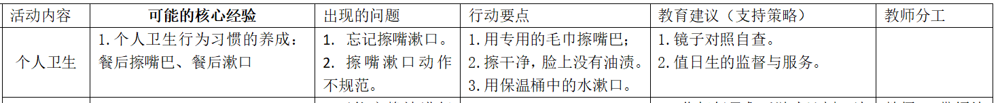 活动内容 可能的核心经验 出现的问题 行动要点 教育建议（支持策略） 教师分工
个人卫生
1.个人卫生行为习惯的养成：
餐后擦嘴巴、餐后漱口
1. 忘记擦嘴漱口。
2. 擦嘴漱口动作
不规范。
1.用专用的毛巾擦嘴巴；
2.擦干净，脸上没有油渍。
3.用保温桶中的水漱口。
1.镜子对照自查。
2.值日生的监督与服务。